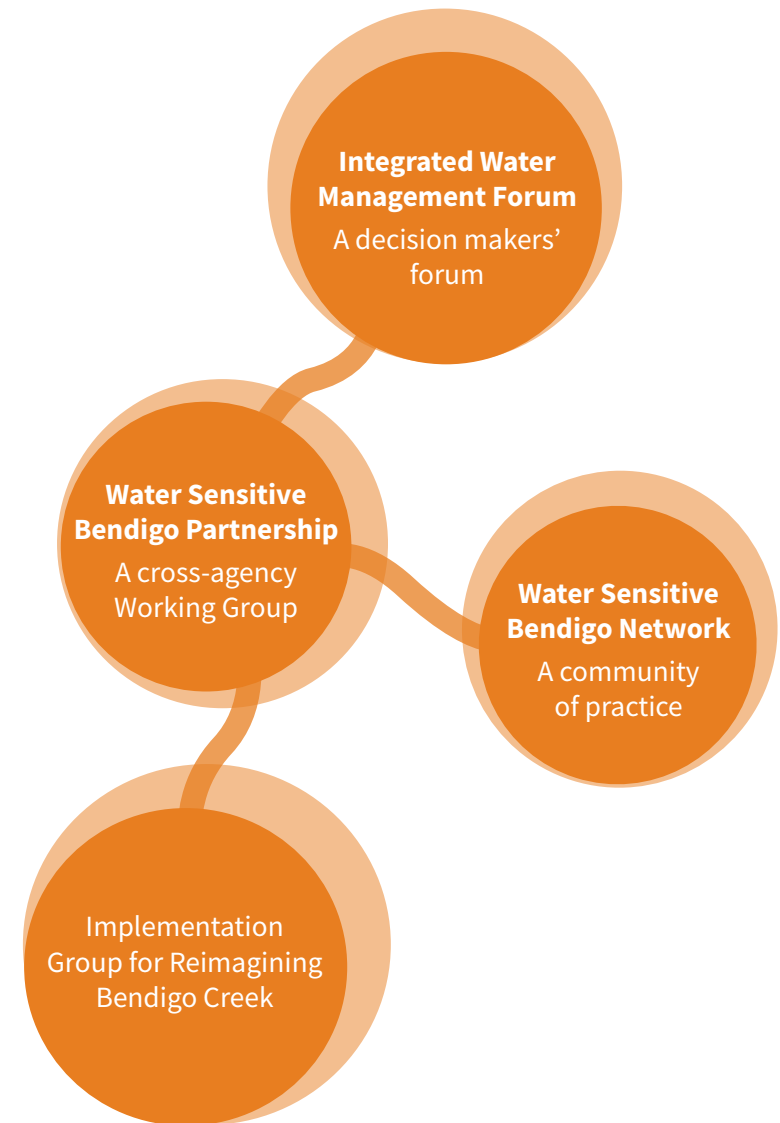 Integrated Water
Management Forum
A decision makers’
forum
Water Sensitive
Bendigo Partnership
A cross-agency
Working Group
Water Sensitive
Bendigo Network
A community
of practice
Implementation
Group for Reimagining
Bendigo Creek